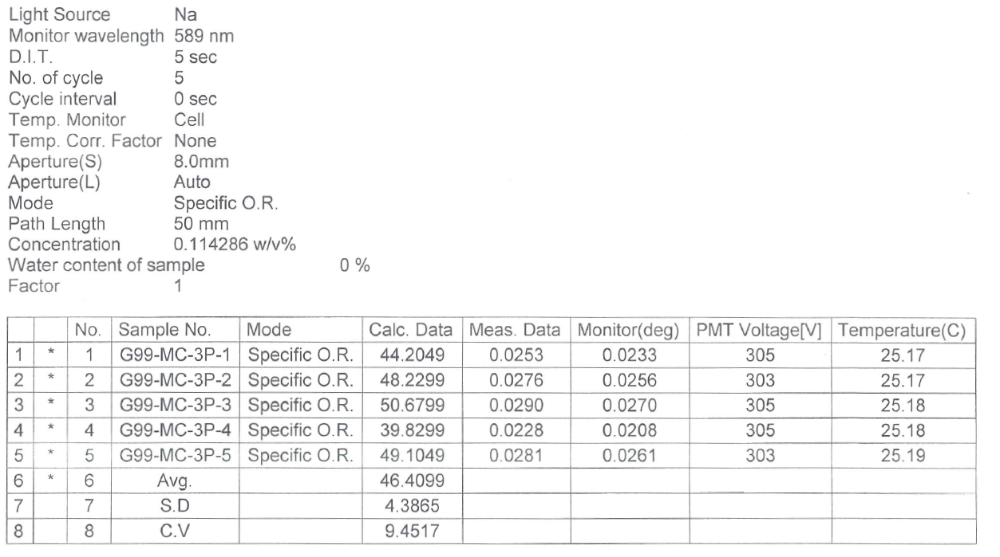 Light Source Na
Monitor wavelength 589 nm
D.I.T. 5 sec
No. of cycle 5
Cycle interval 0 sec
Temp. Monitor Cell
Temp. Corr. Factor None
Aperture(S) 8.0mm
Aperture(L) Auto
Mode Specific O.R.
Path Length 50 mm
Concentration 0.114286 w/v%
Water content of sample 0 %
Factor 1
No. Sample No. Mode Calc. Data Meas. Data Monitor(deg) PMT Voltage[V] Temperature(C)
1 * 1 G99-MC-3P-1 Specific O.R. 44.2049 0.0253 0.0233 305 25.17
2 * 2 G99-MC-3P-2 Specific O.R. 48.2299 0.0276 0.0256 303 25.17
3 * 3 G99-MC-3P-3 Specific O.R. 50.6799 0.0290 0.0270 305 25.18
4 * 4 G99-MC-3P-4 Specific O.R. 39.8299 0.0228 0.0208 305 25.18
5 * 5 G99-MC-3P-5 Specific O.R. 49.1049 0.0281 0.0261 303 25.19
6 * 6 Avg. 46.4099
7 7 S.D 4.3865
8 8 C.V 9.4517